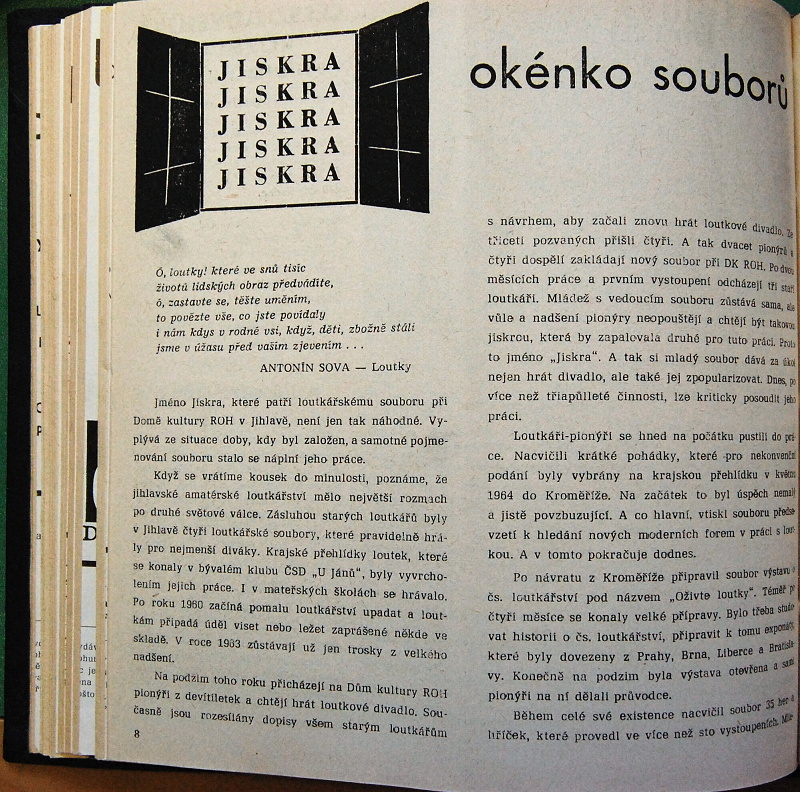 JISKRA
JISKRA
JISKRA
JISKRA
JISKRA
okénko souborů
Ó, loutky! které ve snů tisíc
životů lidských obraz předvádíte,
ó, zastavte se, těšte uměním,
to povězte vše, co jste povídaly
i nám kdys v rodné vsi, když, děti, zbožně stáli
jsme v úžasu před vaším zjevením . . .
ANTONÍN SOVA — Loutky
Jméno Jiskra, které patří loutkářskému souboru při
Domě kultury ROH v Jihlavě, není jen tak náhodné. Vy-
plývá ze situace doby, kdy byl založen, a samotné pojme-
nování souboru stalo se náplní jeho práce.
Když se vrátíme kousek do minulosti, poznáme, že
jihlavské amatérské loutkářství mělo největší rozmach
po druhé světové válce. Zásluhou starých loutkářů byly
v Jihlavě čtyři loutkářské soubory, které pravidelně hrá-
ly pro nejmenší diváky. Krajské přehlídky loutek, které
se konaly v bývalém klubu ČSD „U Jánů“, byly vyvrcho-
lením jejich práce. I v mateřských školách se hrávalo.
Po roku 1960 začíná pomalu loutkářství upadat a lout-
kám připadá úděl viset nebo ležet zaprášené někde ve
skladě. V roce 1963 zůstávají už jen trosky z velkého
nadšení.
Na podzim toho roku přicházejí na Dům kultury ROH
pionýři z devítiletek a chtějí hrát loutkové divadlo. Sou-
časně jsou rozesílány dopisy všem starým loutkářům
8
s návrhem, aby začali znovu hrát loutkové divadlo. Ze
třiceti pozvaných přišli čtyři. A tak dvacet pionýrů a
čtyři dospělí zakládají nový soubor při DK ROH. Po dvou
měsících práce a prvním vystoupení odcházejí tři staří
loutkáři. Mládež s vedoucím souboru zůstává sama, ale
vůle a nadšení pionýry neopouštějí a chtějí být takovou
jiskrou, která by zapalovala druhé pro tuto práci. Proto
to jméno „Jiskra“. A tak si mladý soubor dává za úkol
nejen hrát divadlo, ale také jej zpopularizovat. Dnes, po
více než tříapůlleté činnosti, lze kriticky posoudit jeho
práci.
Loutkáři-pionýři se hned na počátku pustili do prá-
ce. Nacvičili krátké pohádky, které pro nekonvenční
podání byly vybrány na krajskou přehlídku v květnu
1964 do Kroměříže. Na začátek to byl úspěch nemalý
a jistě povzbuzující. A co hlavní, vtiskl souboru předse-
vzetí k hledání nových moderních forem v práci s lout-
kou. A v tomto pokračuje dodnes.
Po návratu z Kroměříže připravil soubor výstavu o
čs. loutkářství pod názvem „Oživte loutky“. Téměř po
čtyři měsíce se konaly velké přípravy. Bylo třeba studo-
vat historii o čs. loutkářství, připravit k tomu exponáty,
které byly dovezeny z Prahy, Brna, Liberce a Bratisla-
vy. Konečně na podzim byla výstava otevřena a sami
pionýři na ní dělali průvodce.
Během celé své existence nacvičil soubor 35 her a
hříček, které provedl ve více než sto vystoupeních.